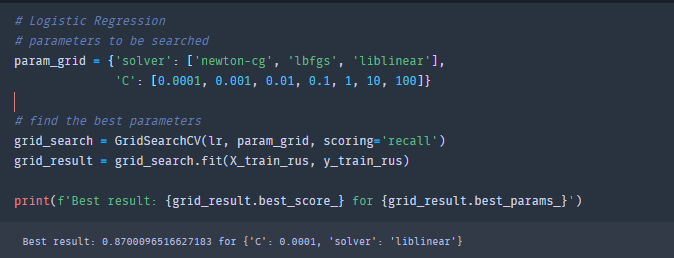 # Logistic Regression
# parameters to be searched
param_grid = {'solver': ['newton-cg', 'lbfgs', 'liblinear'],
'C': [0.0001, 0.001, 0.01, 0.1, 1, 10, 100]}
# find the best parameters
grid_search = GridSearchCV(lr, param_grid, scoring='recall')
grid_result = grid_search.fit(X_train_rus, y_train_rus)
print(f'Best result: {grid_result.best_score_} for {grid_result.best_params_}')
Best result: 0.8700096516627183 for {'C': 0.0001, 'solver': 'liblinear'}